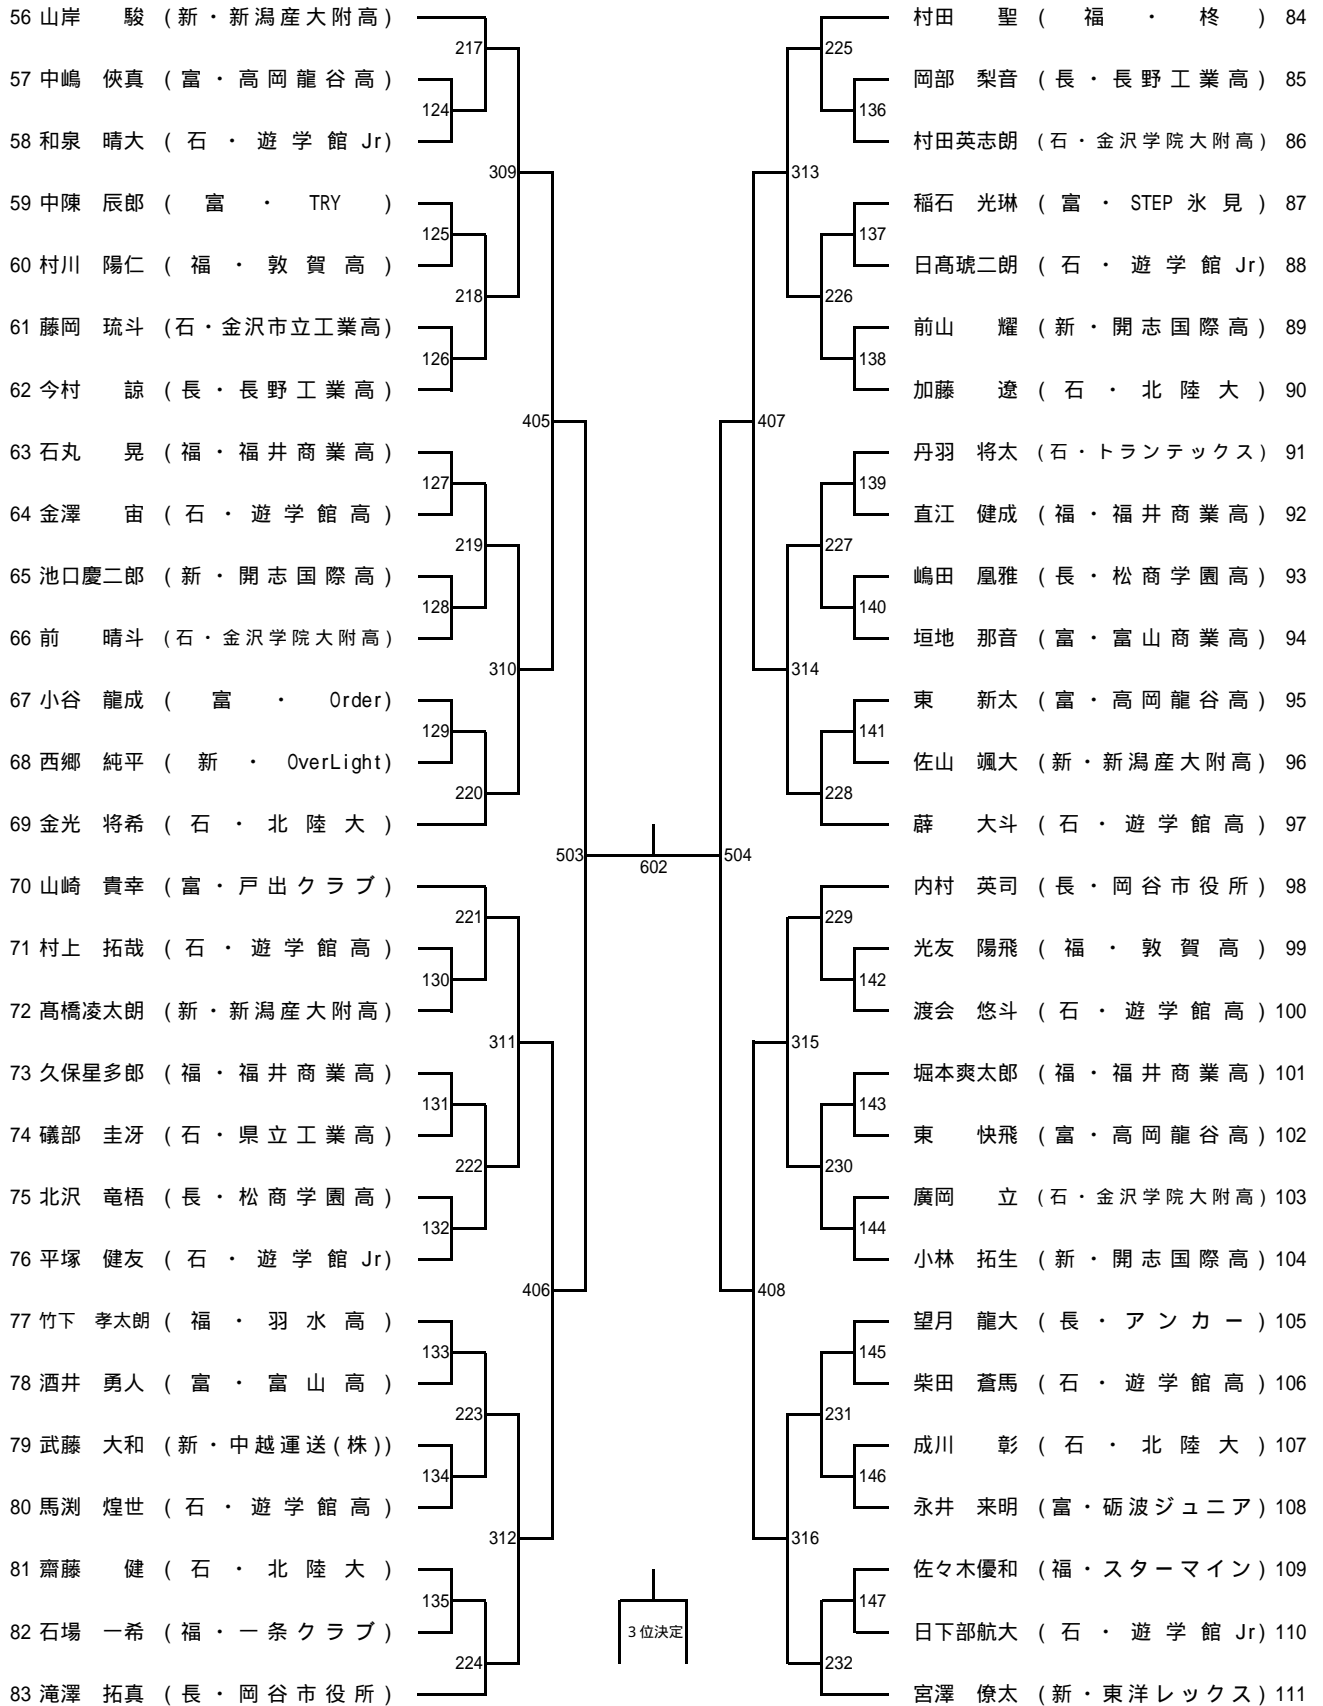 56 山岸 駿 (新・新潟産大附高)
217
57 中嶋 俠真 (富・高岡龍谷高)
124
58 和泉 晴大 (石・遊学館Jr)
309
59 中陳 辰郎 (富・TRY)
125
60 村川 陽仁 (福・敦賀高)
218
61 藤岡 琉斗 (石・金沢市立工業高)
126
62 今村 諒 (長・長野工業高)
405
63 石丸 晃 (福・福井商業高)
127
64 金澤 宙 (石・遊学館高)
219
65 池口慶二郎 (新・開志国際高)
128
66 前 晴斗 (石・金沢学院大附高)
310
67 小谷 龍成 (富・Order)
129
68 西郷 純平 (新・OverLight)
220
69 金光 将希 (石・北陸大)
503
70 山崎 貴幸 (富・戸出クラブ)
221
71 村上 拓哉 (石・遊学館高)
130
72 髙橋凌太朗 (新・新潟産大附高)
311
73 久保星多郎 (福・福井商業高)
131
74 礒部 圭冴 (石・県立工業高)
222
75 北沢 竜梧 (長・松商学園高)
132
76 平塚 健友 (石・遊学館Jr)
406
77 竹下 孝太朗 (福・羽水高)
133
78 酒井 勇人 (富・富山高)
223
79 武藤 大和 (新・中越運送(株))
134
80 馬渕 煌世 (石・遊学館高)
312
81 齋藤 健 (石・北陸大)
135
82 石場 一希 (福・一条クラブ)
224
83 滝澤 拓真 (長・岡谷市役所)
602
3位決定
村田 聖 (福・柊) 84
225
岡部 梨音 (長・長野工業高) 85
136
村田英志朗 (石・金沢学院大附高) 86
313
稲石 光琳 (富・STEP氷見) 87
137
日髙琥二朗 (石・遊学館Jr) 88
226
前山 耀 (新・開志国際高) 89
138
加藤 遼 (石・北陸大) 90
407
丹羽 将太 (石・トランテックス) 91
139
直江 健成 (福・福井商業高) 92
227
嶋田 凰雅 (長・松商学園高) 93
140
垣地 那音 (富・富山商業高) 94
314
東 新太 (富・高岡龍谷高) 95
141
佐山 颯大 (新・新潟産大附高) 96
228
薛 大斗 (石・遊学館高) 97
504
内村 英司 (長・岡谷市役所) 98
229
光友 陽飛 (福・敦賀高) 99
142
渡会 悠斗 (石・遊学館高) 100
315
堀本爽太郎 (福・福井商業高) 101
143
東 快飛 (富・高岡龍谷高) 102
230
廣岡 立 (石・金沢学院大附高) 103
144
小林 拓生 (新・開志国際高) 104
408
望月 龍大 (長・アンカー) 105
145
柴田 蒼馬 (石・遊学館高) 106
231
成川 彰 (石・北陸大) 107
146
永井 来明 (富・砺波ジュニア) 108
316
佐々木優和 (福・スターマイン) 109
147
日下部航大 (石・遊学館Jr) 110
232
宮澤 僚太 (新・東洋レックス) 111